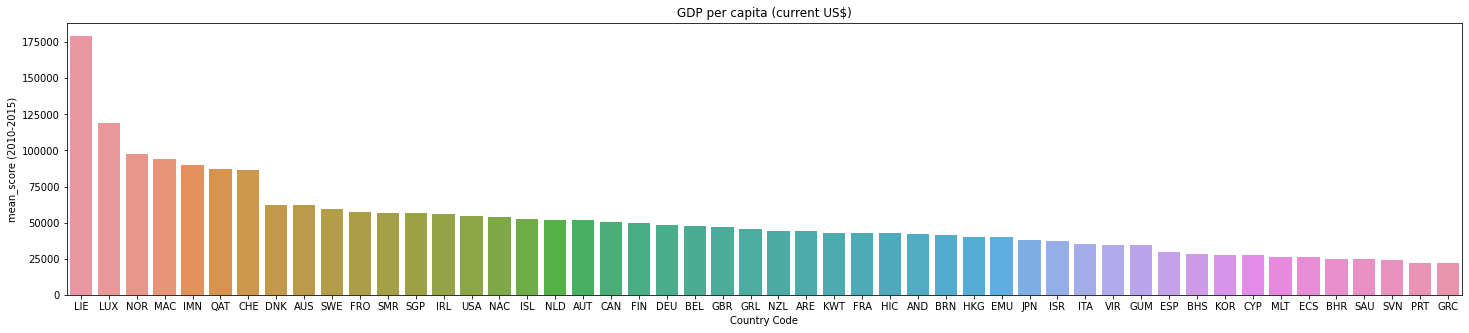 GDP per capita (current US$)
mean_score (2010-2015)
175000
150000
125000
100000
75000
50000
25000
0
LIE LUX NOR MAC IMN QAT CHE DNK AUS SWE FRO SMR SGP IRL USA NAC ISL NLD AUT CAN FIN DEU BEL GBR GRL NZL ARE KWT FRA HIC AND BRN HKG EMU JPN ISR ITA VIR GUM ESP BHS KOR CYP MLT ECS BHR SAU SVN PRT GRC
Country Code